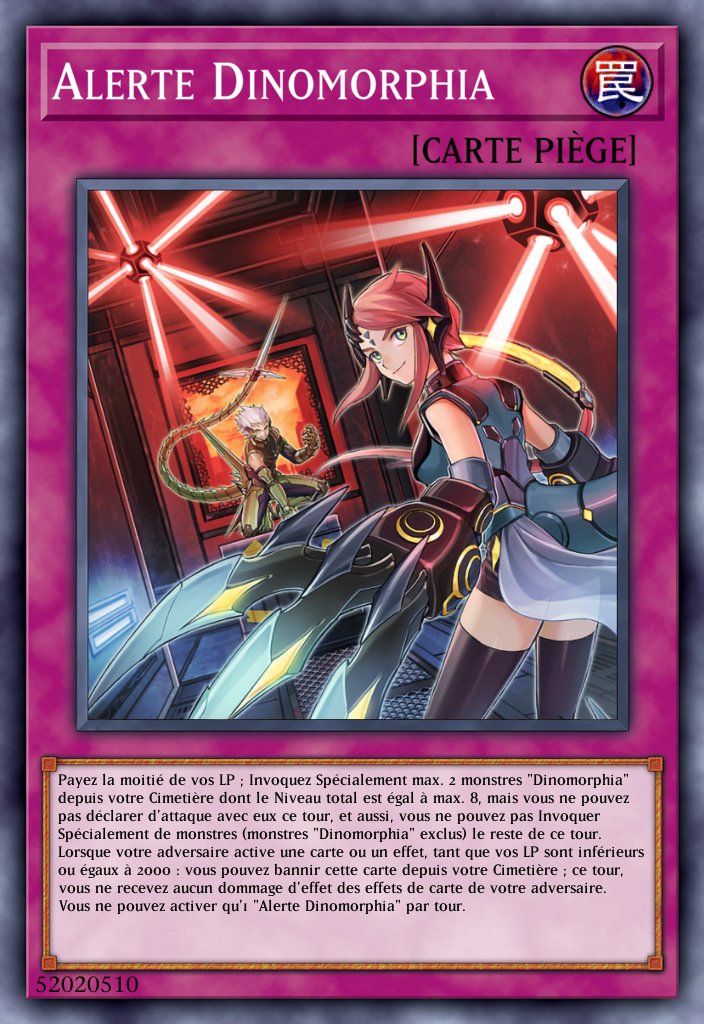 ALERTE DINOMORPHIA
罠
[CARTE PIÈGE]
Payez la moitié de vos LP ; Invoquez Spécialement max. 2 monstres "Dinomorphia"
depuis votre Cimetière dont le Niveau total est égal à max. 8, mais vous ne pouvez
pas déclarer d'attaque avec eux ce tour, et aussi, vous ne pouvez pas Invoquer
Spécialement de monstres (monstres "Dinomorphia" exclus) le reste de ce tour.
Lorsque votre adversaire active une carte ou un effet, tant que vos LP sont inférieurs
ou égaux à 2000 : vous pouvez bannir cette carte depuis votre Cimetière ; ce tour,
vous ne recevez aucun dommage d'effet des effets de carte de votre adversaire.
Vous ne pouvez activer qu'1 "Alerte Dinomorphia" par tour.
52020510